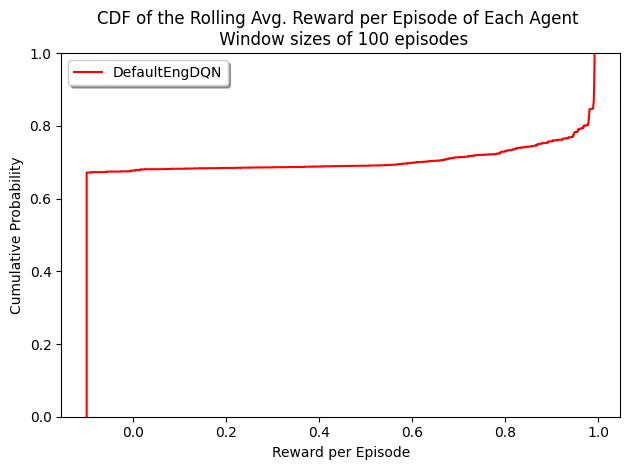 CDF of the Rolling Avg. Reward per Episode of Each Agent
Window sizes of 100 episodes
DefaultEngDQN
Cumulative Probability
1.0
0.8
0.6
0.4
0.2
0.0
0.0 0.2 0.4 0.6 0.8 1.0
Reward per Episode